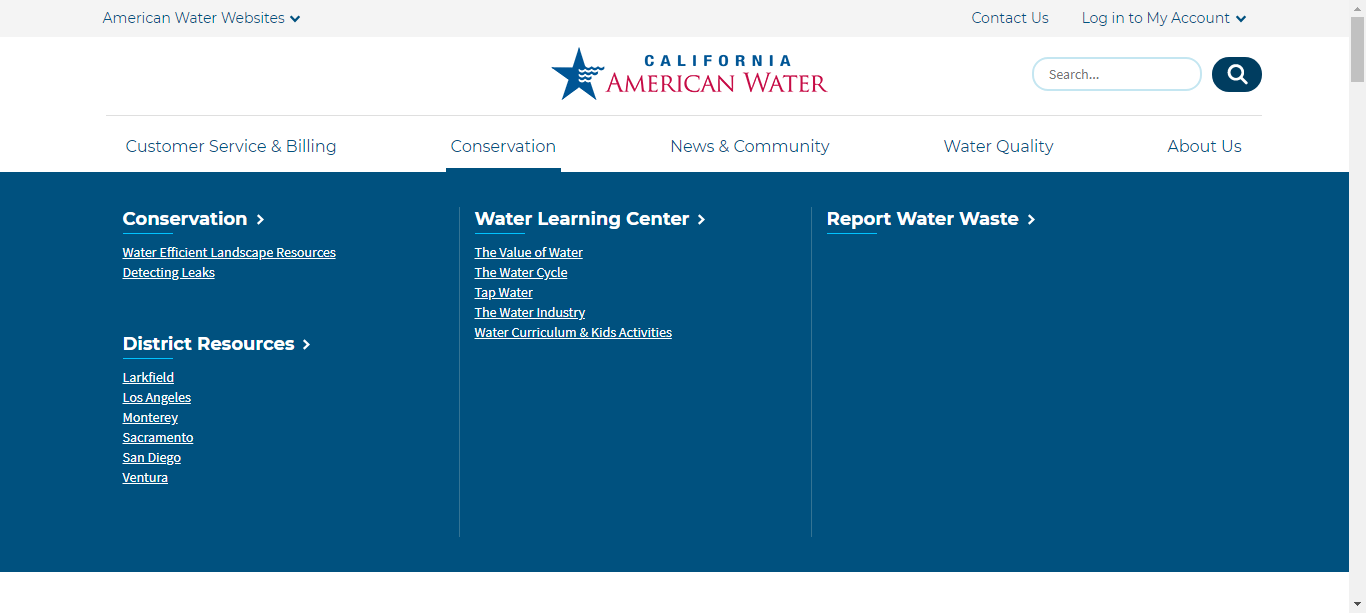 American Water Websites
Contact Us
Log in to My Account
CALIFORNIA
AMERICAN WATER
Search...
Customer Service & Billing
Conservation
News & Community
Water Quality
About Us
Conservation
Water Efficient Landscape Resources
Detecting Leaks
District Resources
Larkfield
Los Angeles
Monterey
Sacramento
San Diego
Ventura
Water Learning Center
The Value of Water
The Water Cycle
Tap Water
The Water Industry
Water Curriculum & Kids Activities
Report Water Waste